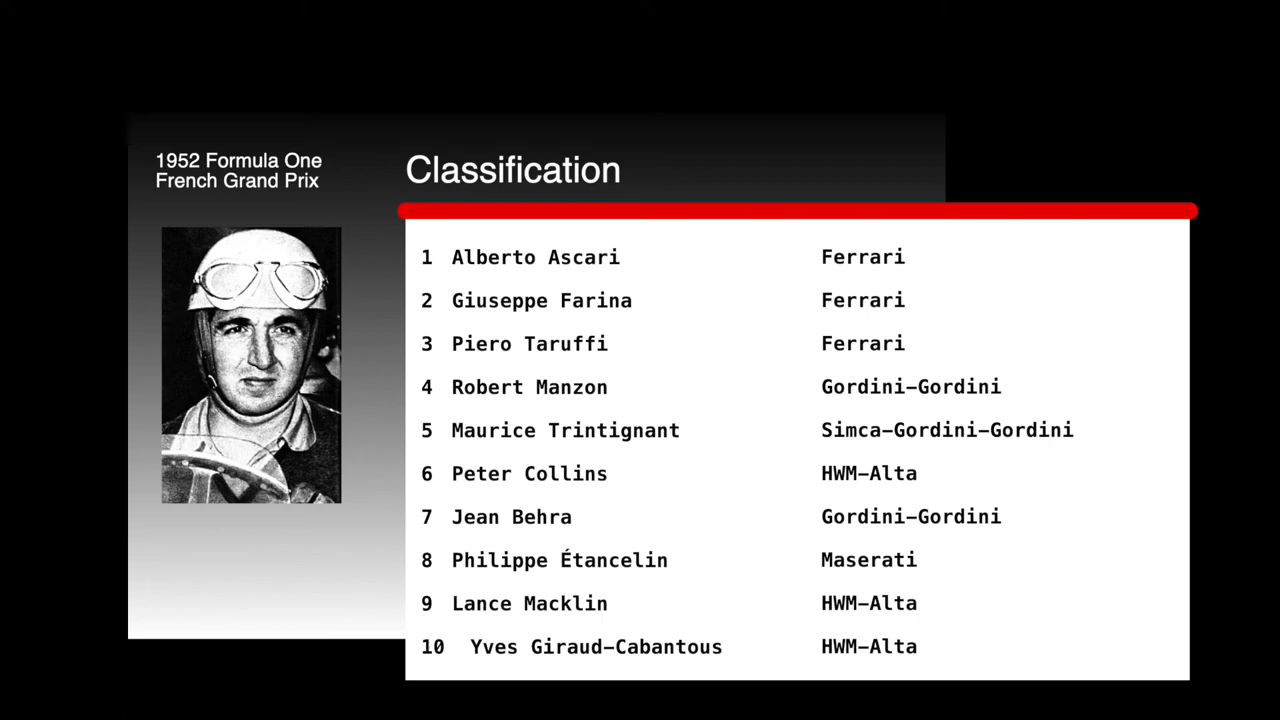 1952 Formula One
French Grand Prix
Classification
1 Alberto Ascari Ferrari
2 Giuseppe Farina Ferrari
3 Piero Taruffi Ferrari
4 Robert Manzon Gordini-Gordini
5 Maurice Trintignant Simca-Gordini-Gordini
6 Peter Collins HWM-Alta
7 Jean Behra Gordini-Gordini
8 Philippe Étancelin Maserati
9 Lance Macklin HWM-Alta
10 Yves Giraud-Cabantous HWM-Alta